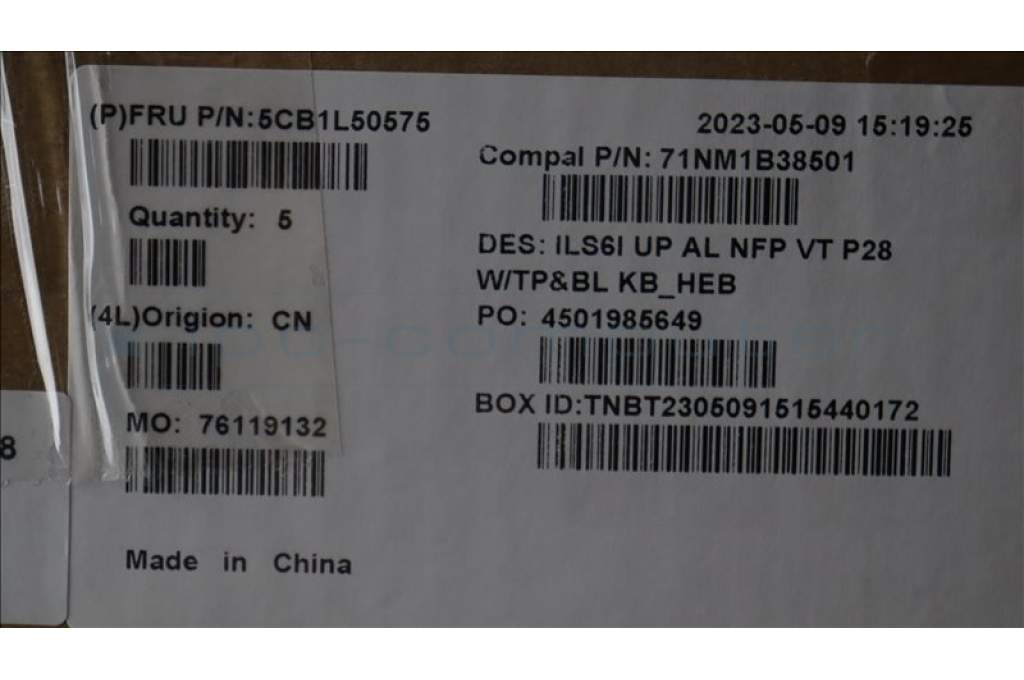 (P)FRU P/N:5CB1L50575
2023-05-09 15:19:25
Compal P/N: 71NM1B38501
Quantity: 5
DES: ILS6I UP AL NFP VT P28
W/TP&BL KB_HEB
(4L)Origion: CN
PO: 4501985649
BOX ID:TNBT2305091515440172
MO: 76119132
8
Made in China